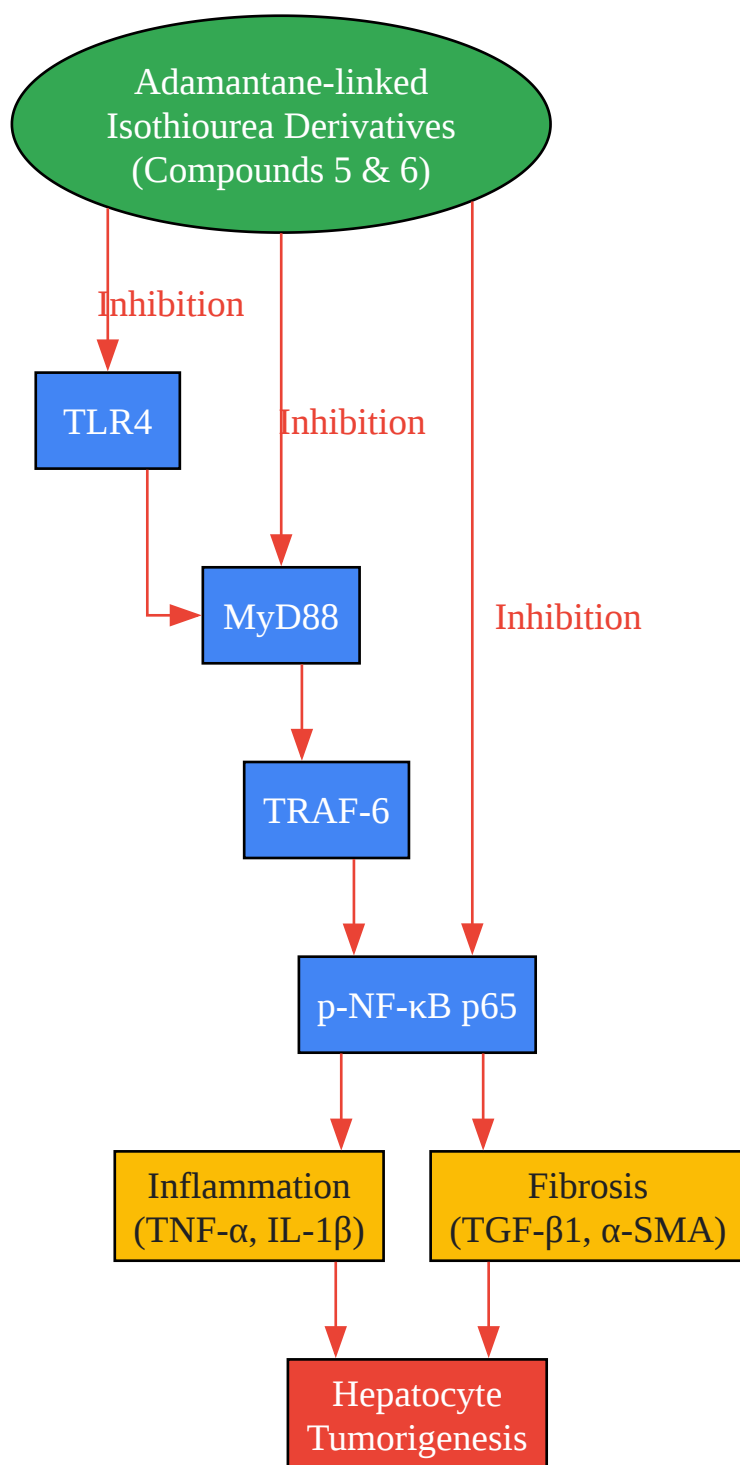 Adamantane-linked
Isothiourea Derivatives
(Compounds 5 & 6)
Inhibition
TLR4
Inhibition
MyD88
Inhibition
TRAF-6
p-NF-κB p65
Inflammation
(TNF-α, IL-1β)
Fibrosis
(TGF-β1, α-SMA)
Hepatocyte
Tumorigenesis